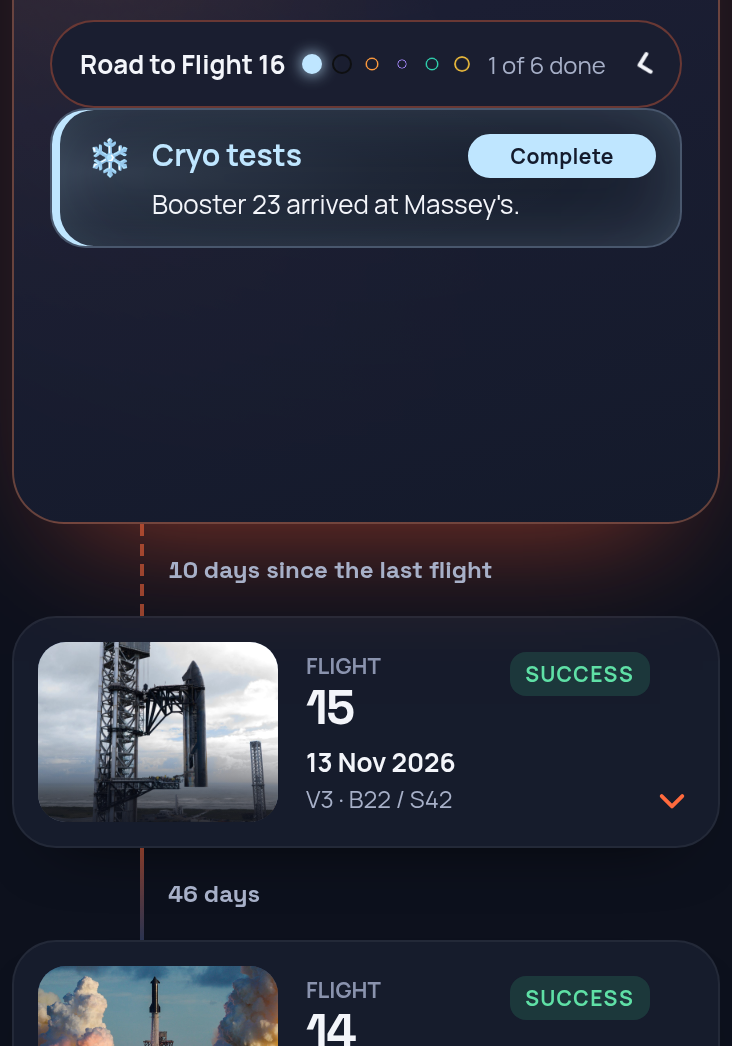 Road to Flight 16
1 of 6 done
Cryo tests
Complete
Booster 23 arrived at Massey's.
10 days since the last flight
FLIGHT
15
SUCCESS
13 Nov 2026
V3 · B22 / S42
46 days
FLIGHT
14
SUCCESS